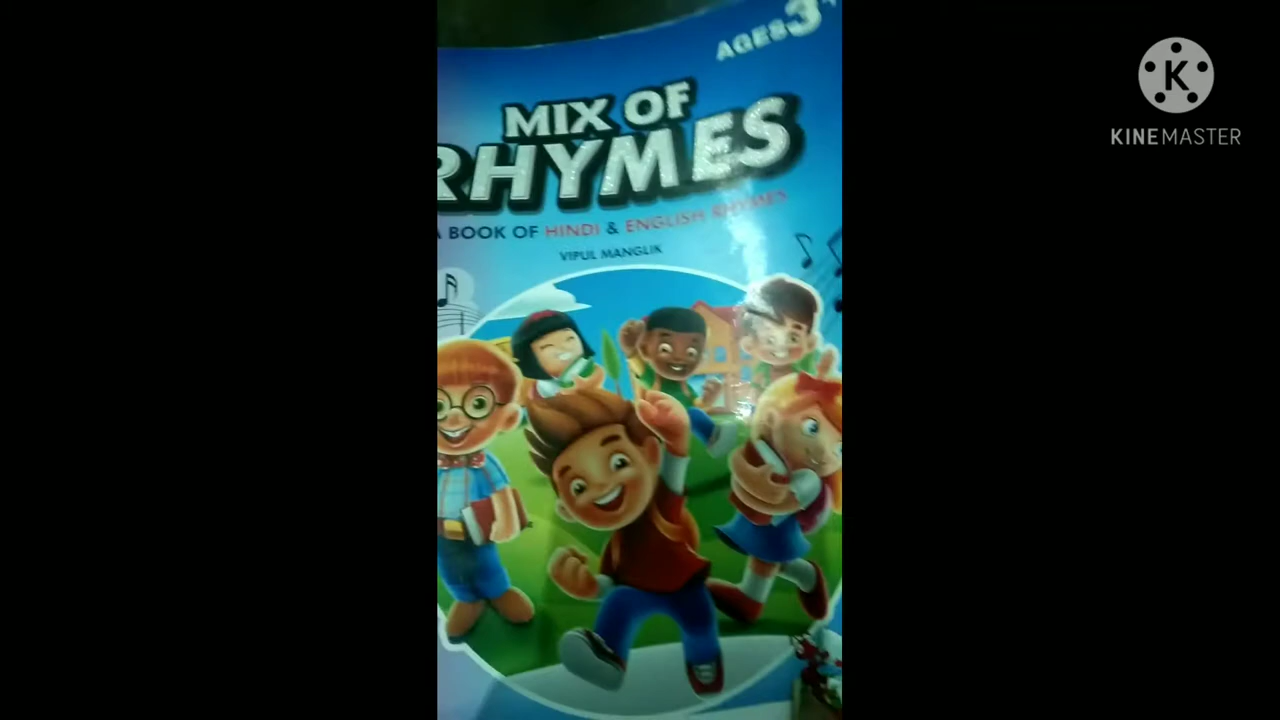 AGES 3+
MIX OF
RHYMES
A BOOK OF HINDI & ENGLISH RHYMES
VIPUL MANGLIK
K
KINEMASTER